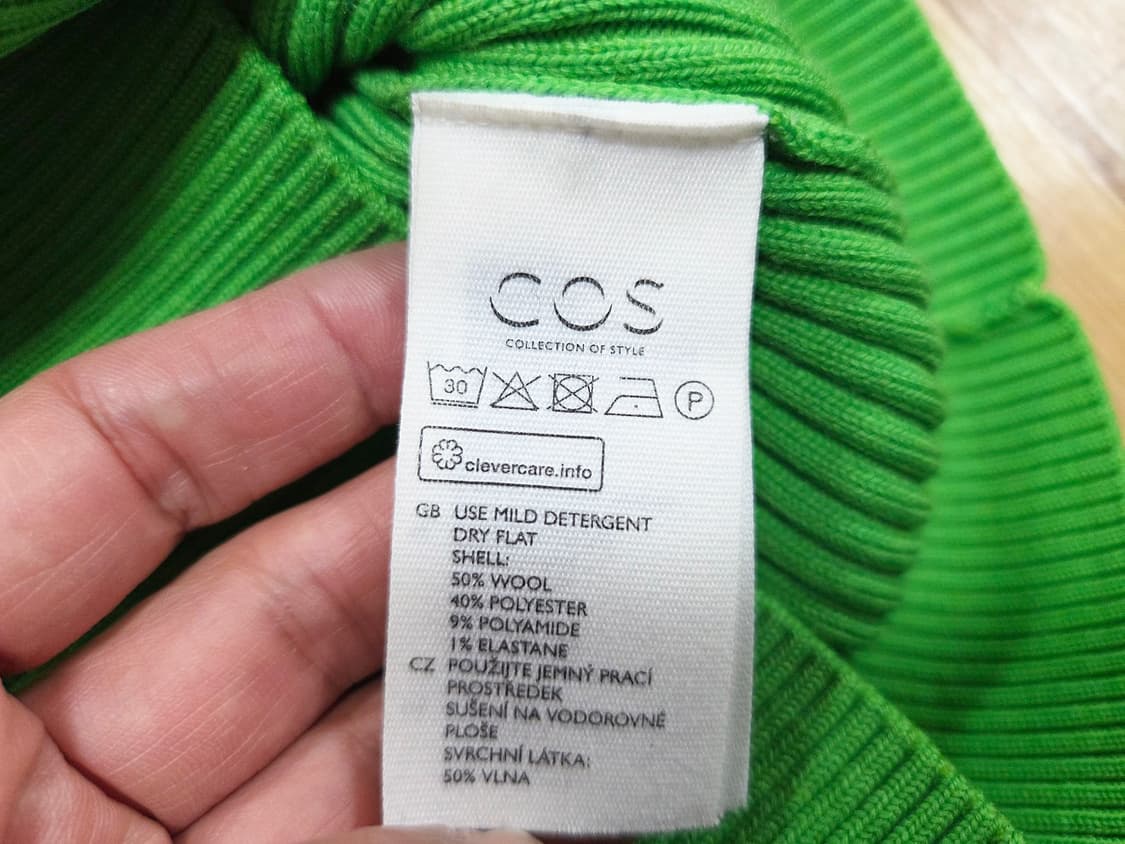 COS
COLLECTION OF STYLE
30 P
clevercare.info
GB USE MILD DETERGENT
DRY FLAT
SHELL:
50% WOOL
40% POLYESTER
9% POLYAMIDE
1% ELASTANE
CZ POUŽIJTE JEMNÝ PRACÍ
PROSTŘEDEK
SUŠENÍ NA VODOROVNÉ
PLOŠE
SVRCHNÍ LÁTKA:
50% VLNA